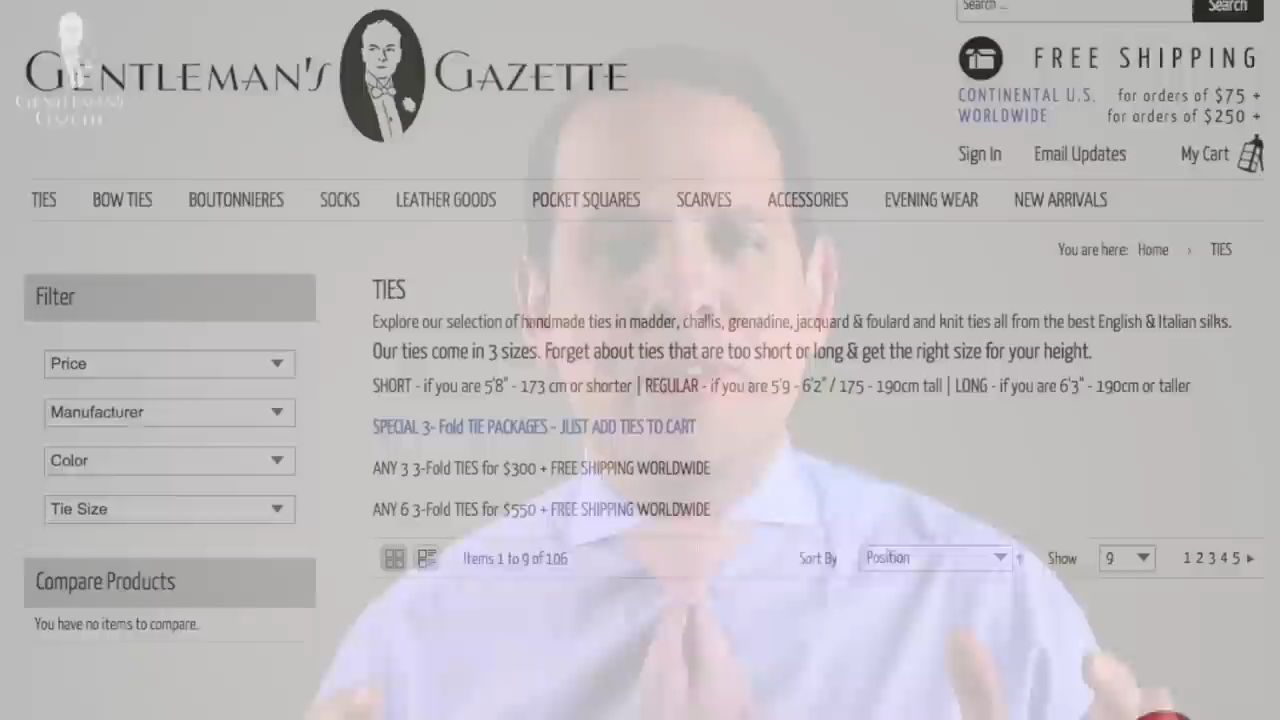 Search ...
Search
GENTLEMAN'S GAZETTE
GENTLEMAN'S
GAZETTE
FREE SHIPPING
CONTINENTAL U.S. for orders of $75 +
WORLDWIDE for orders of $250 +
Sign In Email Updates My Cart
TIES BOW TIES BOUTONNIERES SOCKS LEATHER GOODS POCKET SQUARES SCARVES ACCESSORIES EVENING WEAR NEW ARRIVALS
You are here: Home › TIES
Filter
Price
Manufacturer
Color
Tie Size
Compare Products
You have no items to compare.
TIES
Explore our selection of handmade ties in madder, challis, grenadine, jacquard & foulard and knit ties all from the best English & Italian silks.
Our ties come in 3 sizes. Forget about ties that are too short or long & get the right size for your height.
SHORT - if you are 5'8" - 173 cm or shorter | REGULAR - if you are 5'9 - 6'2" / 175 - 190cm tall | LONG - if you are 6'3" - 190cm or taller
SPECIAL 3- Fold TIE PACKAGES - JUST ADD TIES TO CART
ANY 3 3-Fold TIES for $300 + FREE SHIPPING WORLDWIDE
ANY 6 3-Fold TIES for $550 + FREE SHIPPING WORLDWIDE
Items 1 to 9 of 106 Sort By Position Show 9 1 2 3 4 5